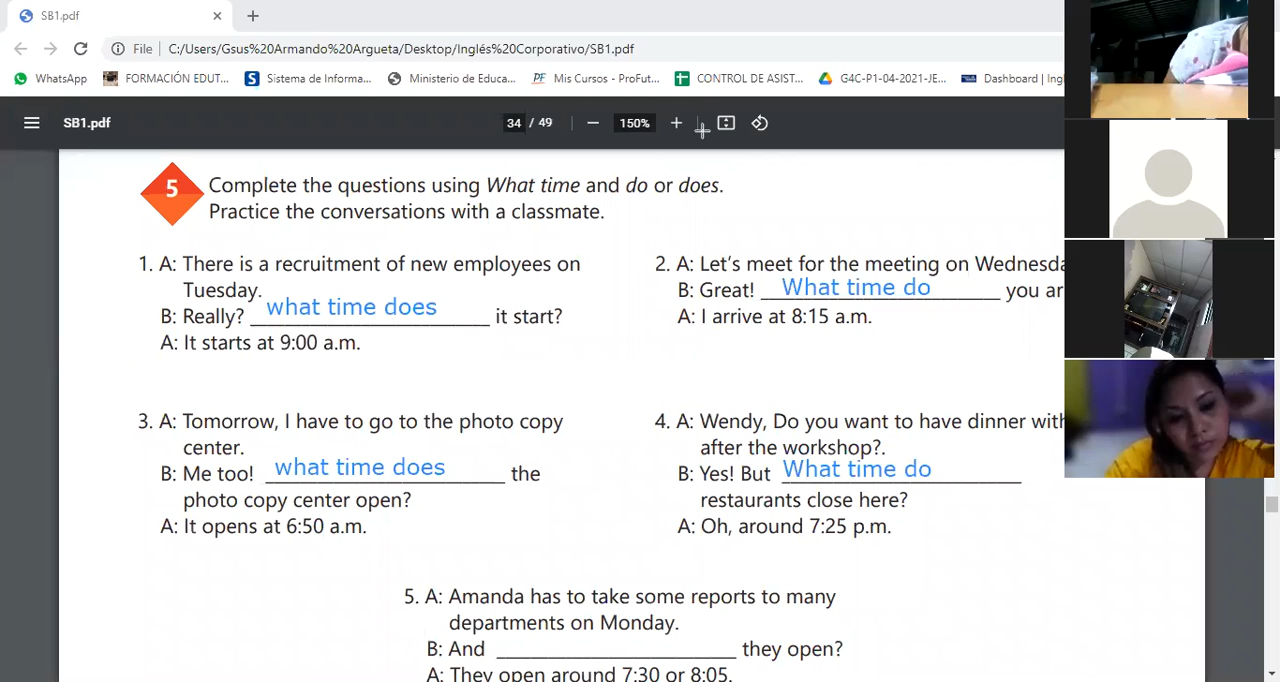 SB1.pdf
File
C:/Users/Gsus%20Armando%20Argueta/Desktop/Inglés%20Corporativo/SB1.pdf
WhatsApp
FORMACIÓN EDUT...
Sistema de Informa...
Ministerio de Educa...
Mis Cursos - ProFut...
CONTROL DE ASIST...
G4C-P1-04-2021-JE...
Dashboard | Ingl
SB1.pdf
34 / 49
150%
5
Complete the questions using What time and do or does.
Practice the conversations with a classmate.
1. A: There is a recruitment of new employees on
Tuesday.
B: Really? what time does it start?
A: It starts at 9:00 a.m.
2. A: Let's meet for the meeting on Wednesda
B: Great! What time do you ar
A: I arrive at 8:15 a.m.
3. A: Tomorrow, I have to go to the photo copy
center.
B: Me too! what time does the
photo copy center open?
A: It opens at 6:50 a.m.
4. A: Wendy, Do you want to have dinner with
after the workshop?.
B: Yes! But What time do
restaurants close here?
A: Oh, around 7:25 p.m.
5. A: Amanda has to take some reports to many
departments on Monday.
B: And ____________________ they open?
A: They open around 7:30 or 8:05.